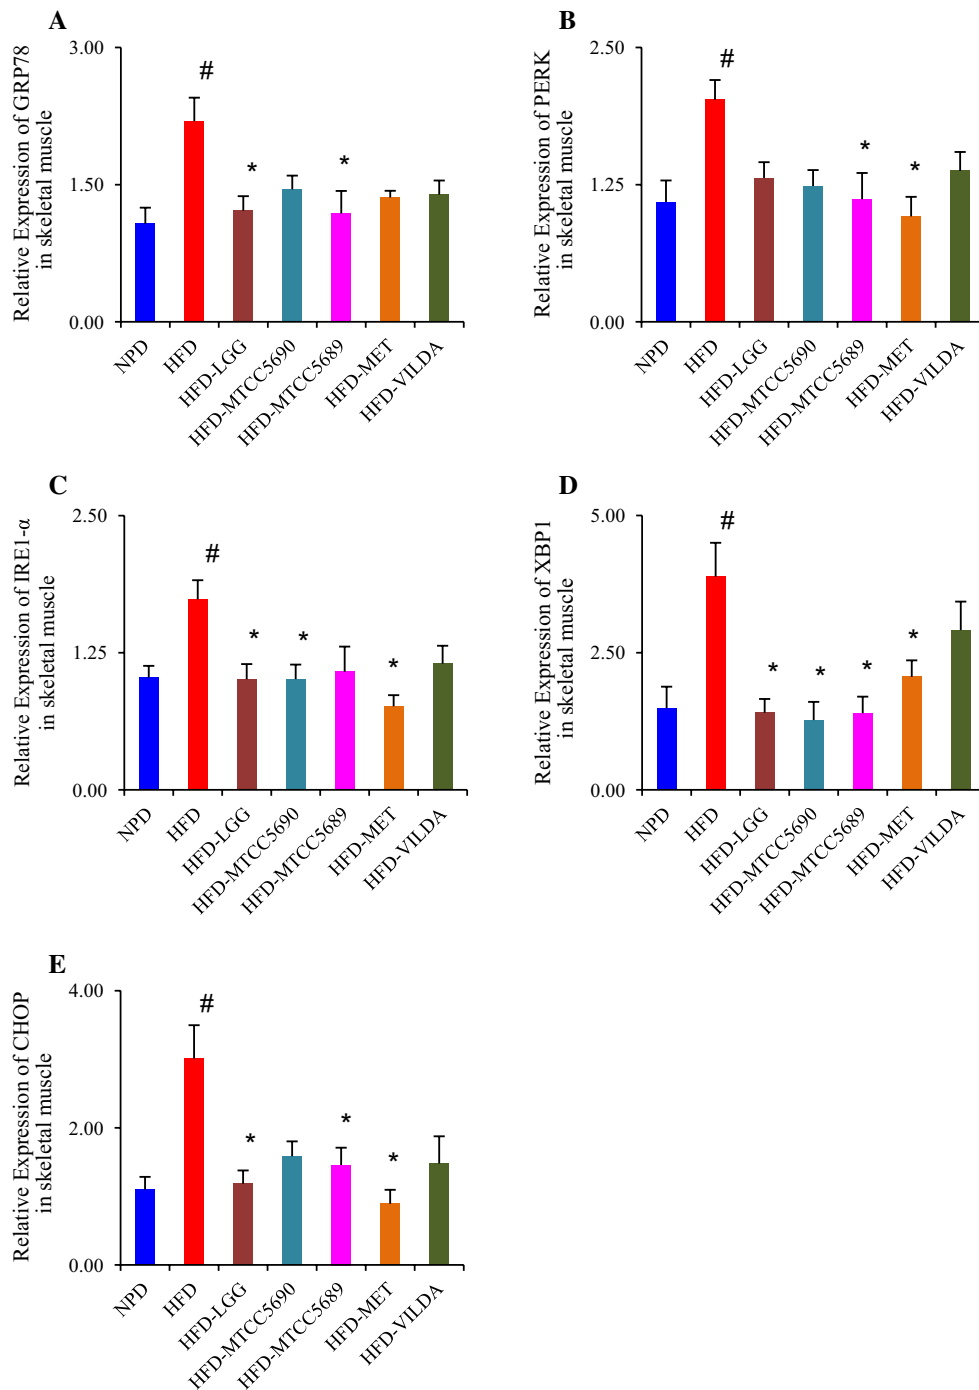 A
Relative Expression of GRP78
in skeletal muscle
3.00
1.50
0.00
#
*
*
NPD
HFD
HFD-LGG
HFD-MTCC5690
HFD-MTCC5689
HFD-MET
HFD-VILDA
B
Relative Expression of PERK
in skeletal muscle
2.50
1.25
0.00
#
*
*
NPD
HFD
HFD-LGG
HFD-MTCC5690
HFD-MTCC5689
HFD-MET
HFD-VILDA
C
Relative Expression of IRE1-α
in skeletal muscle
2.50
1.25
0.00
#
*
*
*
NPD
HFD
HFD-LGG
HFD-MTCC5690
HFD-MTCC5689
HFD-MET
HFD-VILDA
D
Relative Expression of XBP1
in skeletal muscle
5.00
2.50
0.00
#
*
*
*
*
NPD
HFD
HFD-LGG
HFD-MTCC5690
HFD-MTCC5689
HFD-MET
HFD-VILDA
E
Relative Expression of CHOP
in skeletal muscle
4.00
2.00
0.00
#
*
*
*
NPD
HFD
HFD-LGG
HFD-MTCC5690
HFD-MTCC5689
HFD-MET
HFD-VILDA